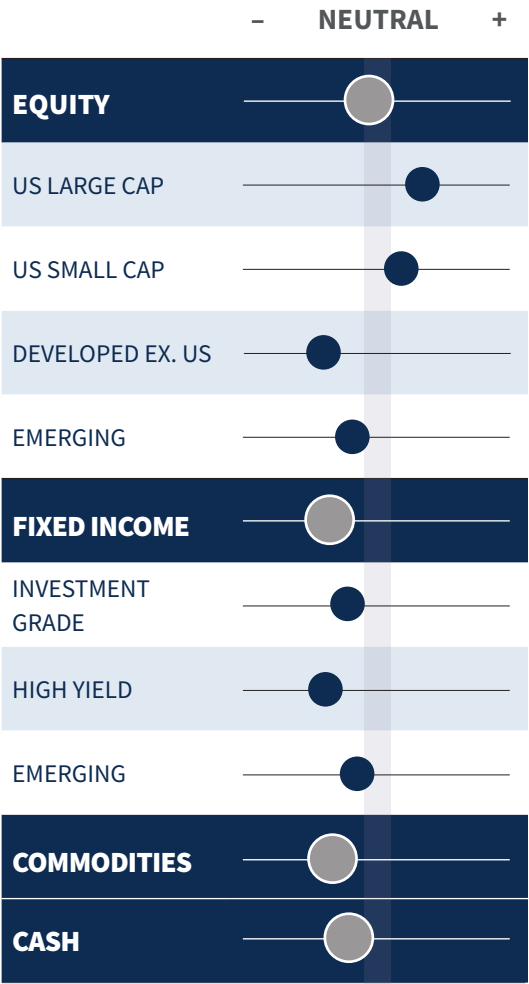 – NEUTRAL +
EQUITY
US LARGE CAP
US SMALL CAP
DEVELOPED EX. US
EMERGING
FIXED INCOME
INVESTMENT
GRADE
HIGH YIELD
EMERGING
COMMODITIES
CASH